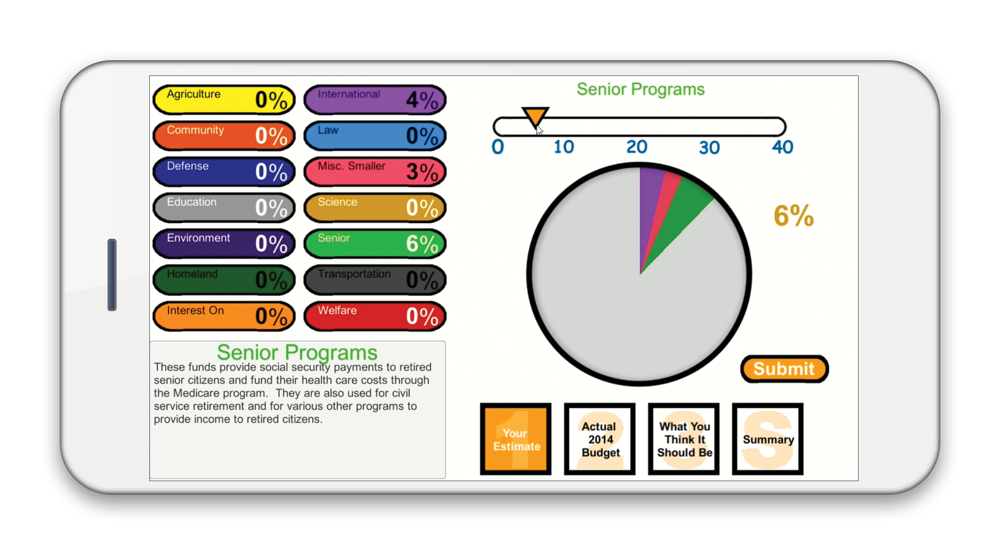 Agriculture 0%
International 4%
Community 0%
Law 0%
Defense 0%
Misc. Smaller 3%
Education 0%
Science 0%
Environment 0%
Senior 6%
Homeland 0%
Transportation 0%
Interest On 0%
Welfare 0%
Senior Programs
These funds provide social security payments to retired
senior citizens and fund their health care costs through
the Medicare program.  They are also used for civil
service retirement and for various other programs to
provide income to retired citizens.
Senior Programs
0 10 20 30 40
6%
Submit
1
Your
Estimate
2
Actual
2014
Budget
3
What You
Think It
Should Be
S
Summary